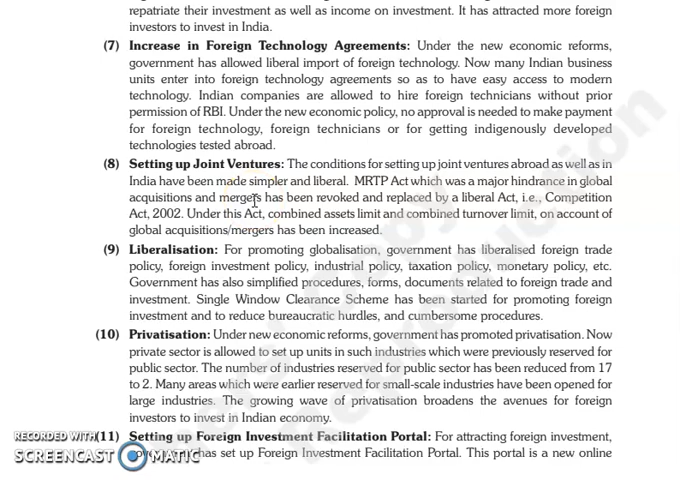 repatriate their investment as well as income on investment. It has attracted more foreign
investors to invest in India.
(7) Increase in Foreign Technology Agreements: Under the new economic reforms,
government has allowed liberal import of foreign technology. Now many Indian business
units enter into foreign technology agreements so as to have easy access to modern
technology. Indian companies are allowed to hire foreign technicians without prior
permission of RBI. Under the new economic policy, no approval is needed to make payment
for foreign technology, foreign technicians or for getting indigenously developed
technologies tested abroad.
(8) Setting up Joint Ventures: The conditions for setting up joint ventures abroad as well as in
India have been made simpler and liberal. MRTP Act which was a major hindrance in global
acquisitions and mergers has been revoked and replaced by a liberal Act, i.e., Competition
Act, 2002. Under this Act, combined assets limit and combined turnover limit, on account of
global acquisitions/mergers has been increased.
(9) Liberalisation: For promoting globalisation, government has liberalised foreign trade
policy, foreign investment policy, industrial policy, taxation policy, monetary policy, etc.
Government has also simplified procedures, forms, documents related to foreign trade and
investment. Single Window Clearance Scheme has been started for promoting foreign
investment and to reduce bureaucratic hurdles, and cumbersome procedures.
(10) Privatisation: Under new economic reforms, government has promoted privatisation. Now
private sector is allowed to set up units in such industries which were previously reserved for
public sector. The number of industries reserved for public sector has been reduced from 17
to 2. Many areas which were earlier reserved for small-scale industries have been opened for
large industries. The growing wave of privatisation broadens the avenues for foreign
investors to invest in Indian economy.
(11) Setting up Foreign Investment Facilitation Portal: For attracting foreign investment,
has set up Foreign Investment Facilitation Portal. This portal is a new online
RECORDED WITH
SCREENCAST MATIC